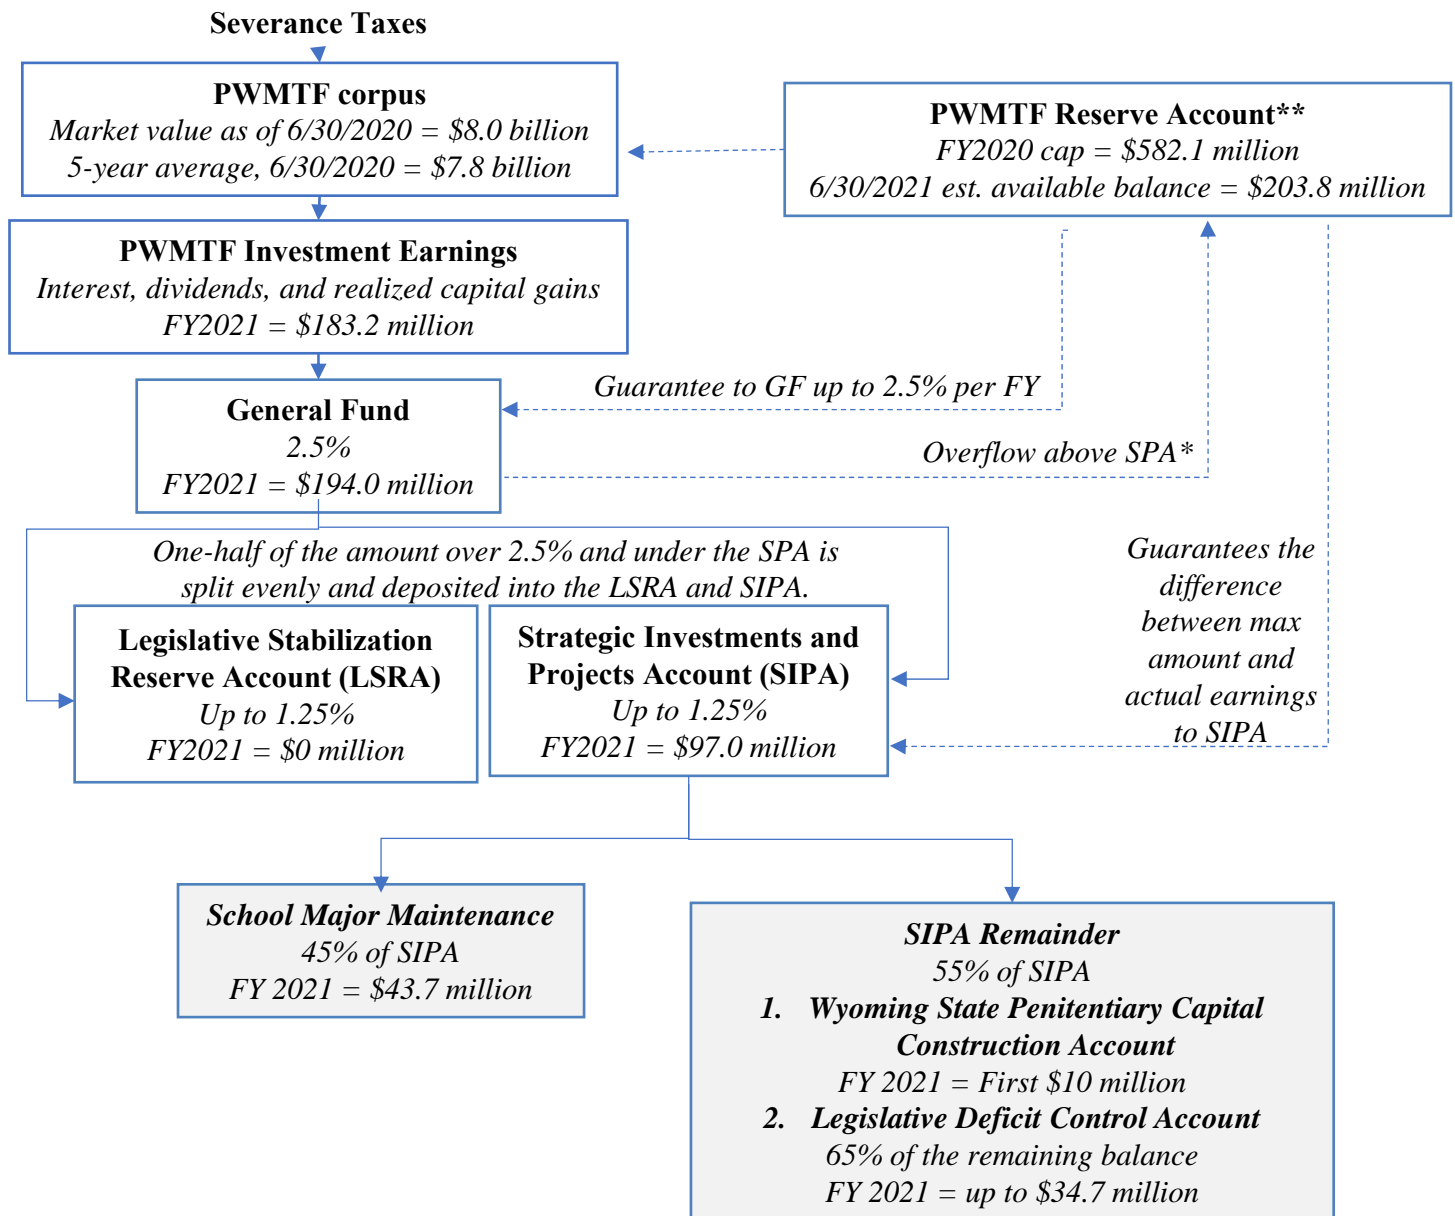 Severance Taxes
PWMTF corpus
Market value as of 6/30/2020 = $8.0 billion
5-year average, 6/30/2020 = $7.8 billion
PWMTF Reserve Account**
FY2020 cap = $582.1 million
6/30/2021 est. available balance = $203.8 million
PWMTF Investment Earnings
Interest, dividends, and realized capital gains
FY2021 = $183.2 million
General Fund
2.5%
FY2021 = $194.0 million
Guarantee to GF up to 2.5% per FY
Overflow above SPA*
One-half of the amount over 2.5% and under the SPA is
split evenly and deposited into the LSRA and SIPA.
Guarantees the
difference
between max
amount and
actual earnings
to SIPA
Legislative Stabilization
Reserve Account (LSRA)
Up to 1.25%
FY2021 = $0 million
Strategic Investments and
Projects Account (SIPA)
Up to 1.25%
FY2021 = $97.0 million
School Major Maintenance
45% of SIPA
FY 2021 = $43.7 million
SIPA Remainder
55% of SIPA
1. Wyoming State Penitentiary Capital
Construction Account
FY 2021 = First $10 million
2. Legislative Deficit Control Account
65% of the remaining balance
FY 2021 = up to $34.7 million